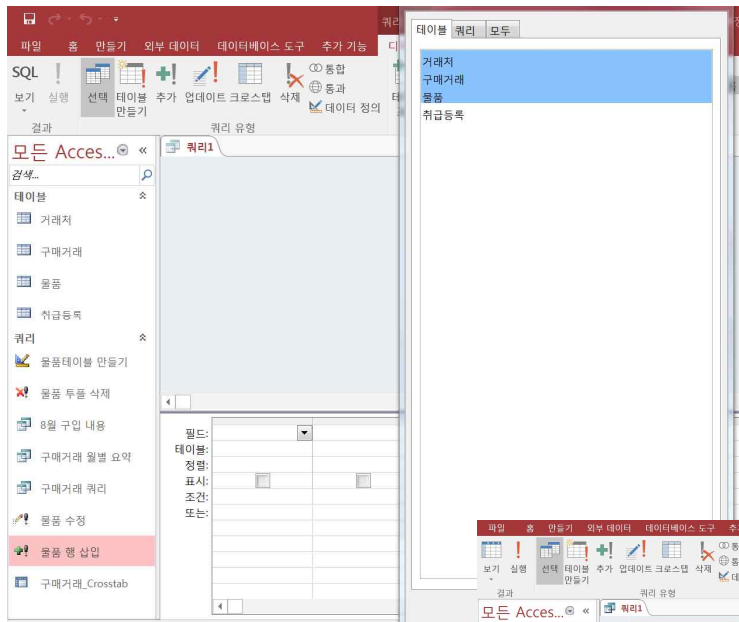 쿼리
파일 홈 만들기 외부 데이터 데이터베이스 도구 추가 기능 디
SQL
보기 실행 선택 테이블 만들기 추가 업데이트 크로스탭 삭제 통합
통과
데이터 정의
결과 쿼리 유형
모든 Acces... «
검색...
테이블
거래처
구매거래
물품
취급등록
쿼리
물품테이블 만들기
물품 투플 삭제
8월 구입 내용
구매거래 월별 요약
구매거래 쿼리
물품 수정
물품 행 삽입
구매거래_Crosstab
쿼리1
필드:
테이블:
정렬:
표시:
조건:
또는:
테이블 쿼리 모두
거래처
구매거래
물품
취급등록
파일 홈 만들기 외부 데이터 데이터베이스 도구
보기 실행 선택 테이블 만들기 추가 업데이트 크로스탭 삭제
결과 쿼리 유형
모든 Acces... «
쿼리1